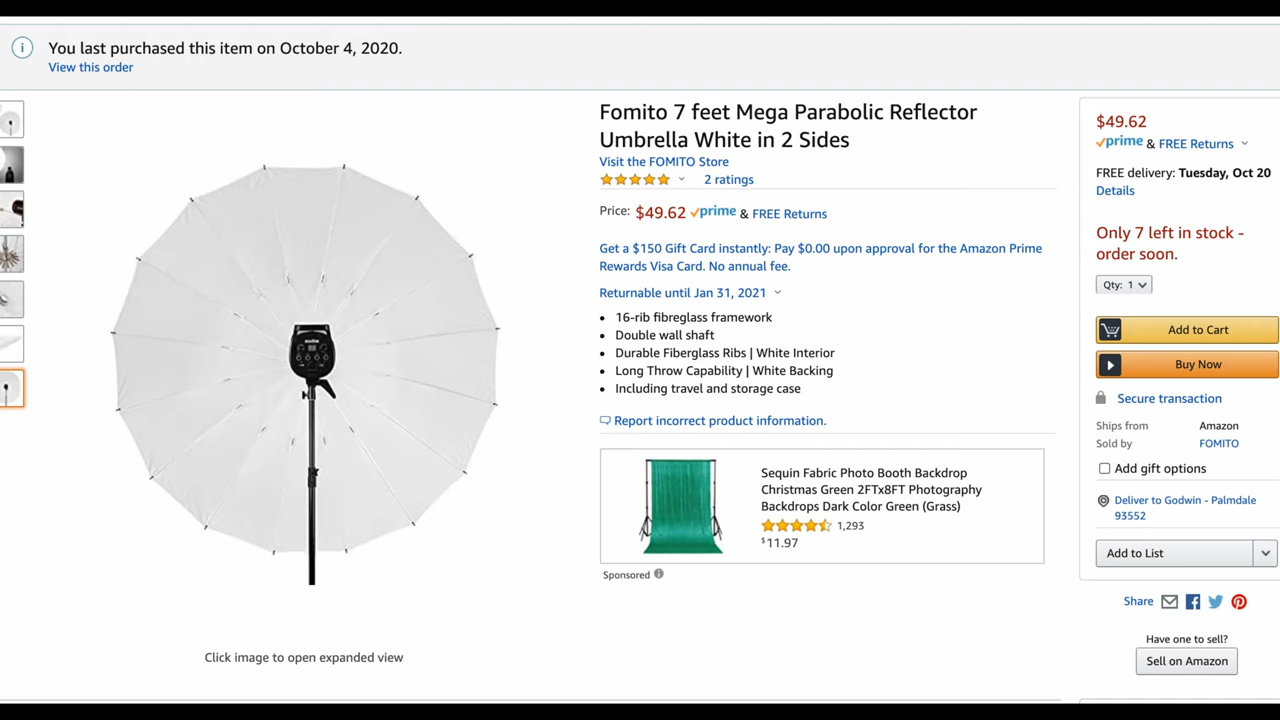 You last purchased this item on October 4, 2020.
View this order
Fomito 7 feet Mega Parabolic Reflector
Umbrella White in 2 Sides
Visit the FOMITO Store
2 ratings
Price: $49.62 prime & FREE Returns
Get a $150 Gift Card instantly: Pay $0.00 upon approval for the Amazon Prime
Rewards Visa Card. No annual fee.
Returnable until Jan 31, 2021
16-rib fibreglass framework
Double wall shaft
Durable Fiberglass Ribs | White Interior
Long Throw Capability | White Backing
Including travel and storage case
Report incorrect product information.
Sequin Fabric Photo Booth Backdrop
Christmas Green 2FTx8FT Photography
Backdrops Dark Color Green (Grass)
1,293
$11.97
Sponsored
Click image to open expanded view
$49.62
prime & FREE Returns
FREE delivery: Tuesday, Oct 20
Details
Only 7 left in stock -
order soon.
Qty: 1
Add to Cart
Buy Now
Secure transaction
Ships from Amazon
Sold by FOMITO
Add gift options
Deliver to Godwin - Palmdale
93552
Add to List
Share
Have one to sell?
Sell on Amazon